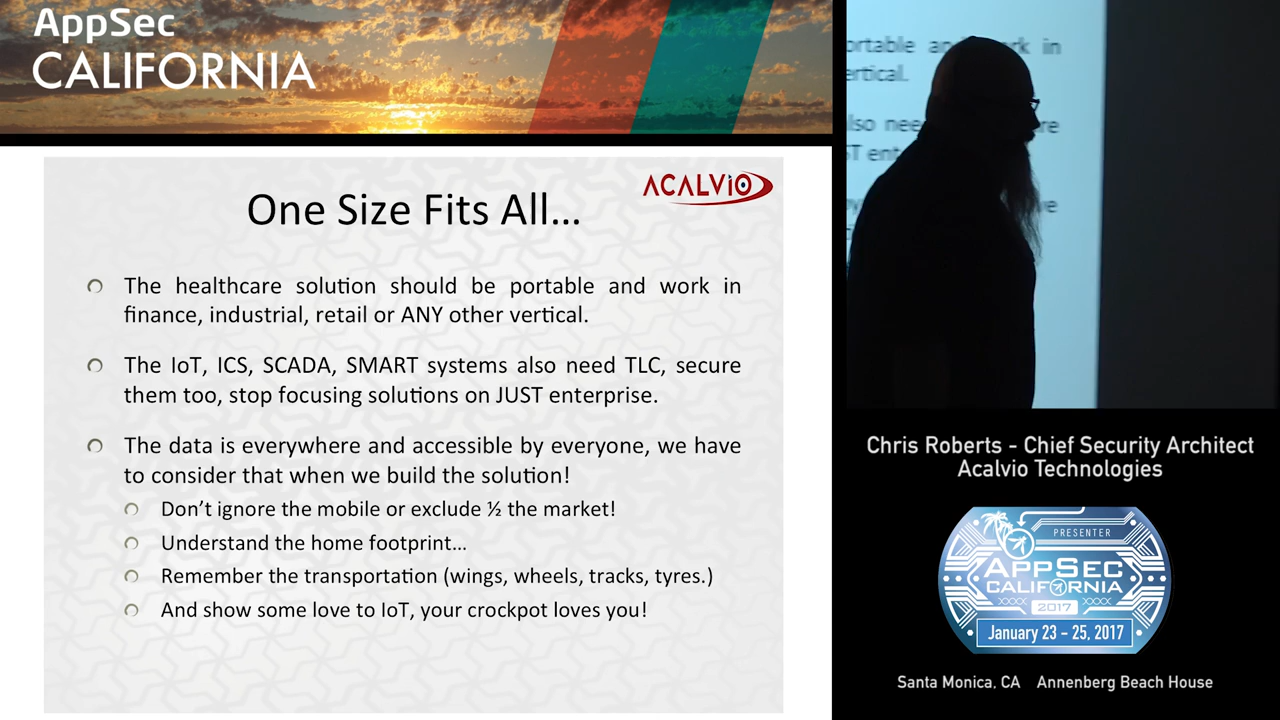 AppSec
CALIFORNIA
ACALVIO
One Size Fits All...
The healthcare solution should be portable and work in
finance, industrial, retail or ANY other vertical.
The IoT, ICS, SCADA, SMART systems also need TLC, secure
them too, stop focusing solutions on JUST enterprise.
The data is everywhere and accessible by everyone, we have
to consider that when we build the solution!
Don't ignore the mobile or exclude ½ the market!
Understand the home footprint...
Remember the transportation (wings, wheels, tracks, tyres.)
And show some love to IoT, your crockpot loves you!
Chris Roberts - Chief Security Architect
Acalvio Technologies
PRESENTER
APPSEC
CALIFORNIA
2017
January 23 - 25, 2017
Santa Monica, CA Annenberg Beach House